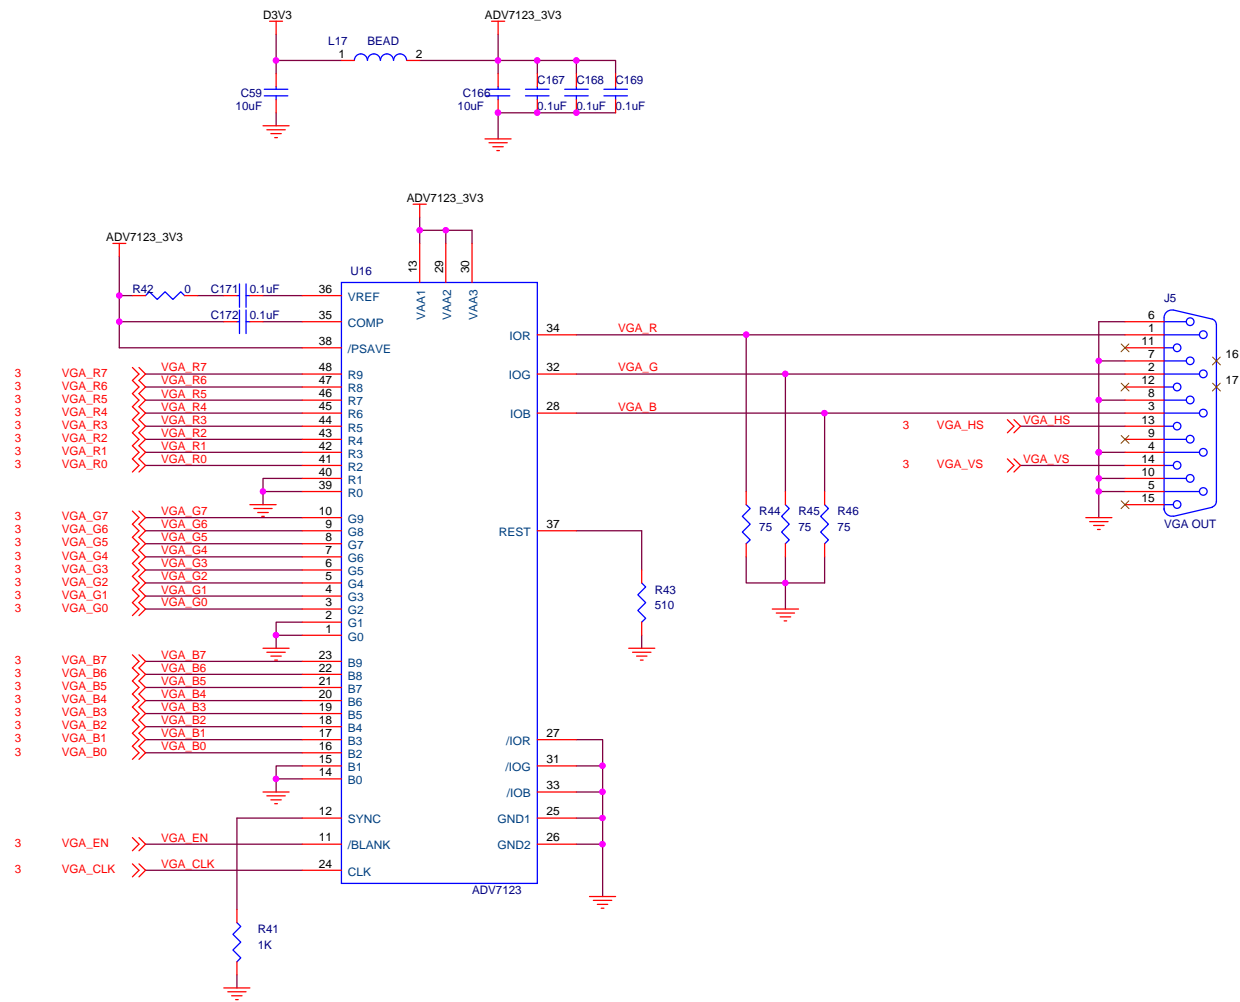 D3V3
ADV7123_3V3
L17 BEAD
1 2
C59
10uF
C166
10uF
C167
0.1uF
C168
0.1uF
C169
0.1uF
ADV7123_3V3
ADV7123_3V3
U16
13 29 30
VAA1 VAA2 VAA3
R42 0 C171 0.1uF 36 VREF
C172 0.1uF 35 COMP
38 /PSAVE
3 VGA_R7 VGA_R7 48 R9
3 VGA_R6 VGA_R6 47 R8
3 VGA_R5 VGA_R5 46 R7
3 VGA_R4 VGA_R4 45 R6
3 VGA_R3 VGA_R3 44 R5
3 VGA_R2 VGA_R2 43 R4
3 VGA_R1 VGA_R1 42 R3
3 VGA_R0 VGA_R0 41 R2
40 R1
39 R0
3 VGA_G7 VGA_G7 10 G9
3 VGA_G6 VGA_G6 9 G8
3 VGA_G5 VGA_G5 8 G7
3 VGA_G4 VGA_G4 7 G6
3 VGA_G3 VGA_G3 6 G5
3 VGA_G2 VGA_G2 5 G4
3 VGA_G1 VGA_G1 4 G3
3 VGA_G0 VGA_G0 3 G2
2 G1
1 G0
3 VGA_B7 VGA_B7 23 B9
3 VGA_B6 VGA_B6 22 B8
3 VGA_B5 VGA_B5 21 B7
3 VGA_B4 VGA_B4 20 B6
3 VGA_B3 VGA_B3 19 B5
3 VGA_B2 VGA_B2 18 B4
3 VGA_B1 VGA_B1 17 B3
3 VGA_B0 VGA_B0 16 B2
15 B1
14 B0
12 SYNC
3 VGA_EN VGA_EN 11 /BLANK
3 VGA_CLK VGA_CLK 24 CLK
R41
1K
IOR 34 VGA_R
IOG 32 VGA_G
IOB 28 VGA_B
REST 37
R43
510
/IOR 27
/IOG 31
/IOB 33
GND1 25
GND2 26
ADV7123
R44
75
R45
75
R46
75
J5
6
1
11
7
2
12
8
3
3 VGA_HS VGA_HS 13
9
4
3 VGA_VS VGA_VS 14
10
5
15
16
17
VGA OUT